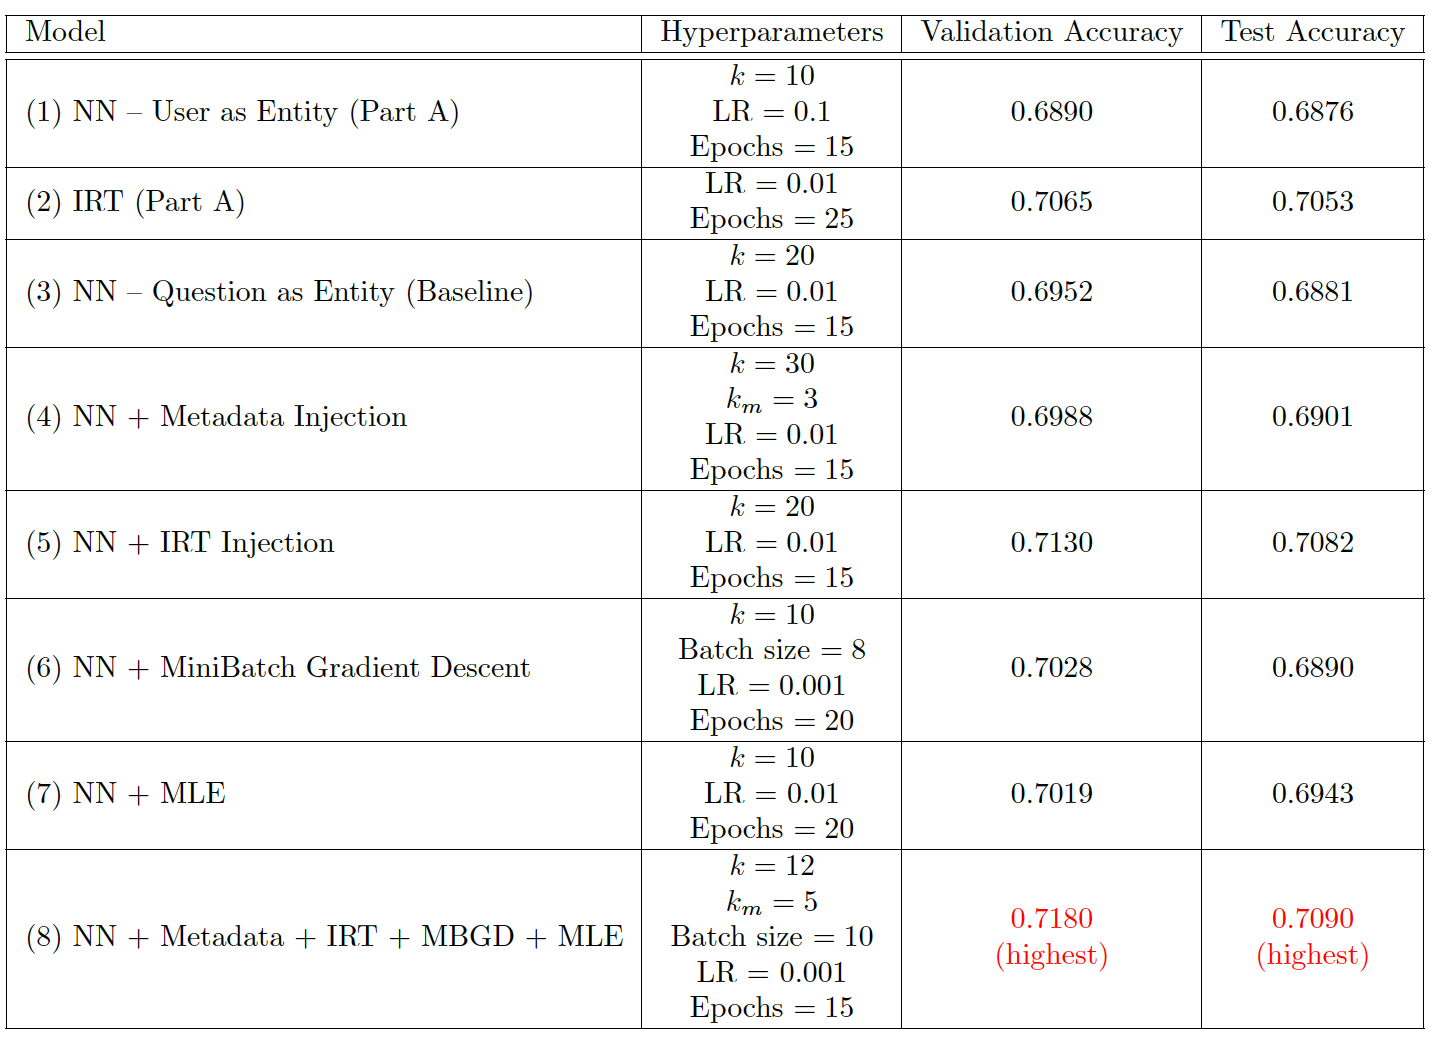 Model Hyperparameters Validation Accuracy Test Accuracy
(1) NN – User as Entity (Part A) k = 10
LR = 0.1
Epochs = 15
0.6890 0.6876
(2) IRT (Part A) LR = 0.01
Epochs = 25
0.7065 0.7053
(3) NN – Question as Entity (Baseline) k = 20
LR = 0.01
Epochs = 15
0.6952 0.6881
(4) NN + Metadata Injection k = 30
k_m = 3
LR = 0.01
Epochs = 15
0.6988 0.6901
(5) NN + IRT Injection k = 20
LR = 0.01
Epochs = 15
0.7130 0.7082
(6) NN + MiniBatch Gradient Descent k = 10
Batch size = 8
LR = 0.001
Epochs = 20
0.7028 0.6890
(7) NN + MLE k = 10
LR = 0.01
Epochs = 20
0.7019 0.6943
(8) NN + Metadata + IRT + MBGD + MLE k = 12
k_m = 5
Batch size = 10
LR = 0.001
Epochs = 15
0.7180 0.7090
(highest) (highest)